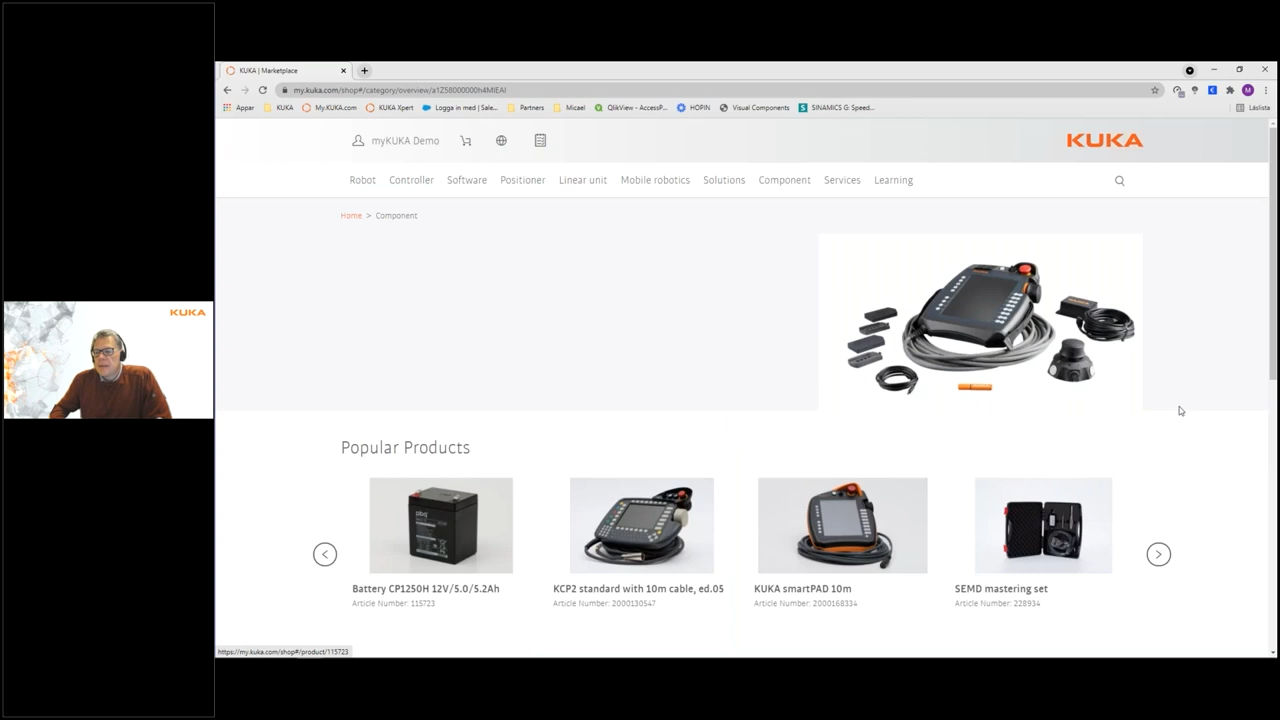 KUKA | Marketplace
my.kuka.com/shop#/category/overview/a1Z58000000h4MIEAI
Appar KUKA My.KUKA.com KUKA Xpert Logga in med | Sale... Partners Micael QlikView - AccessP... HOPIN Visual Components SINAMICS G: Speed... Läslista
myKUKA Demo KUKA
Robot Controller Software Positioner Linear unit Mobile robotics Solutions Component Services Learning
Home > Component
KUKA
Popular Products
Battery CP1250H 12V/5.0/5.2Ah KCP2 standard with 10m cable, ed.05 KUKA smartPAD 10m SEMD mastering set
Article Number: 115723 Article Number: 2000130547 Article Number: 2000168334 Article Number: 228934
https://my.kuka.com/shop#/product/115723